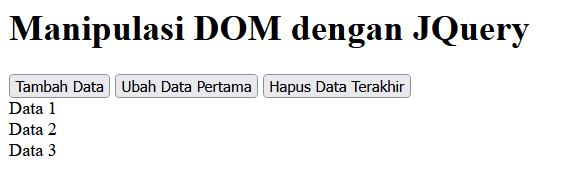 Manipulasi DOM dengan JQuery
Tambah Data Ubah Data Pertama Hapus Data Terakhir
Data 1
Data 2
Data 3